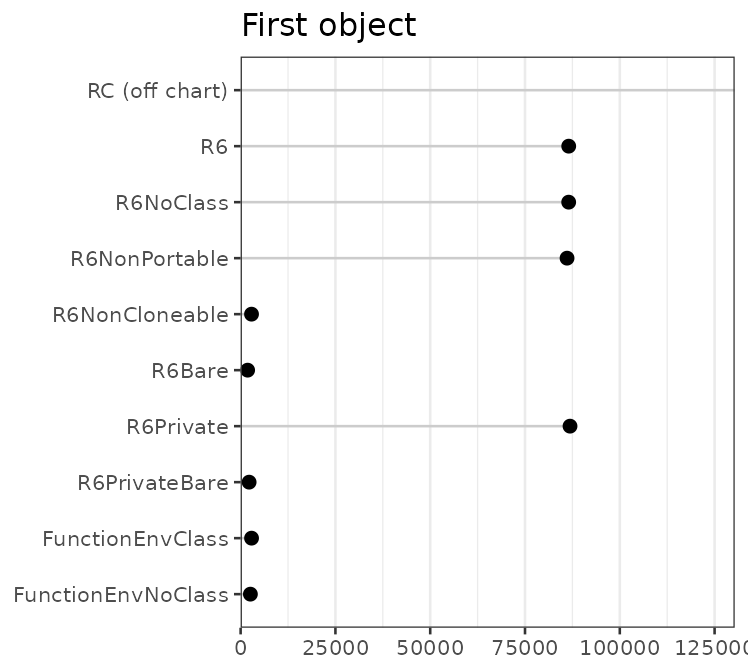 First object
RC (off chart)
R6
R6NoClass
R6NonPortable
R6NonCloneable
R6Bare
R6Private
R6PrivateBare
FunctionEnvClass
FunctionEnvNoClass
0 25000 50000 75000 100000 125000